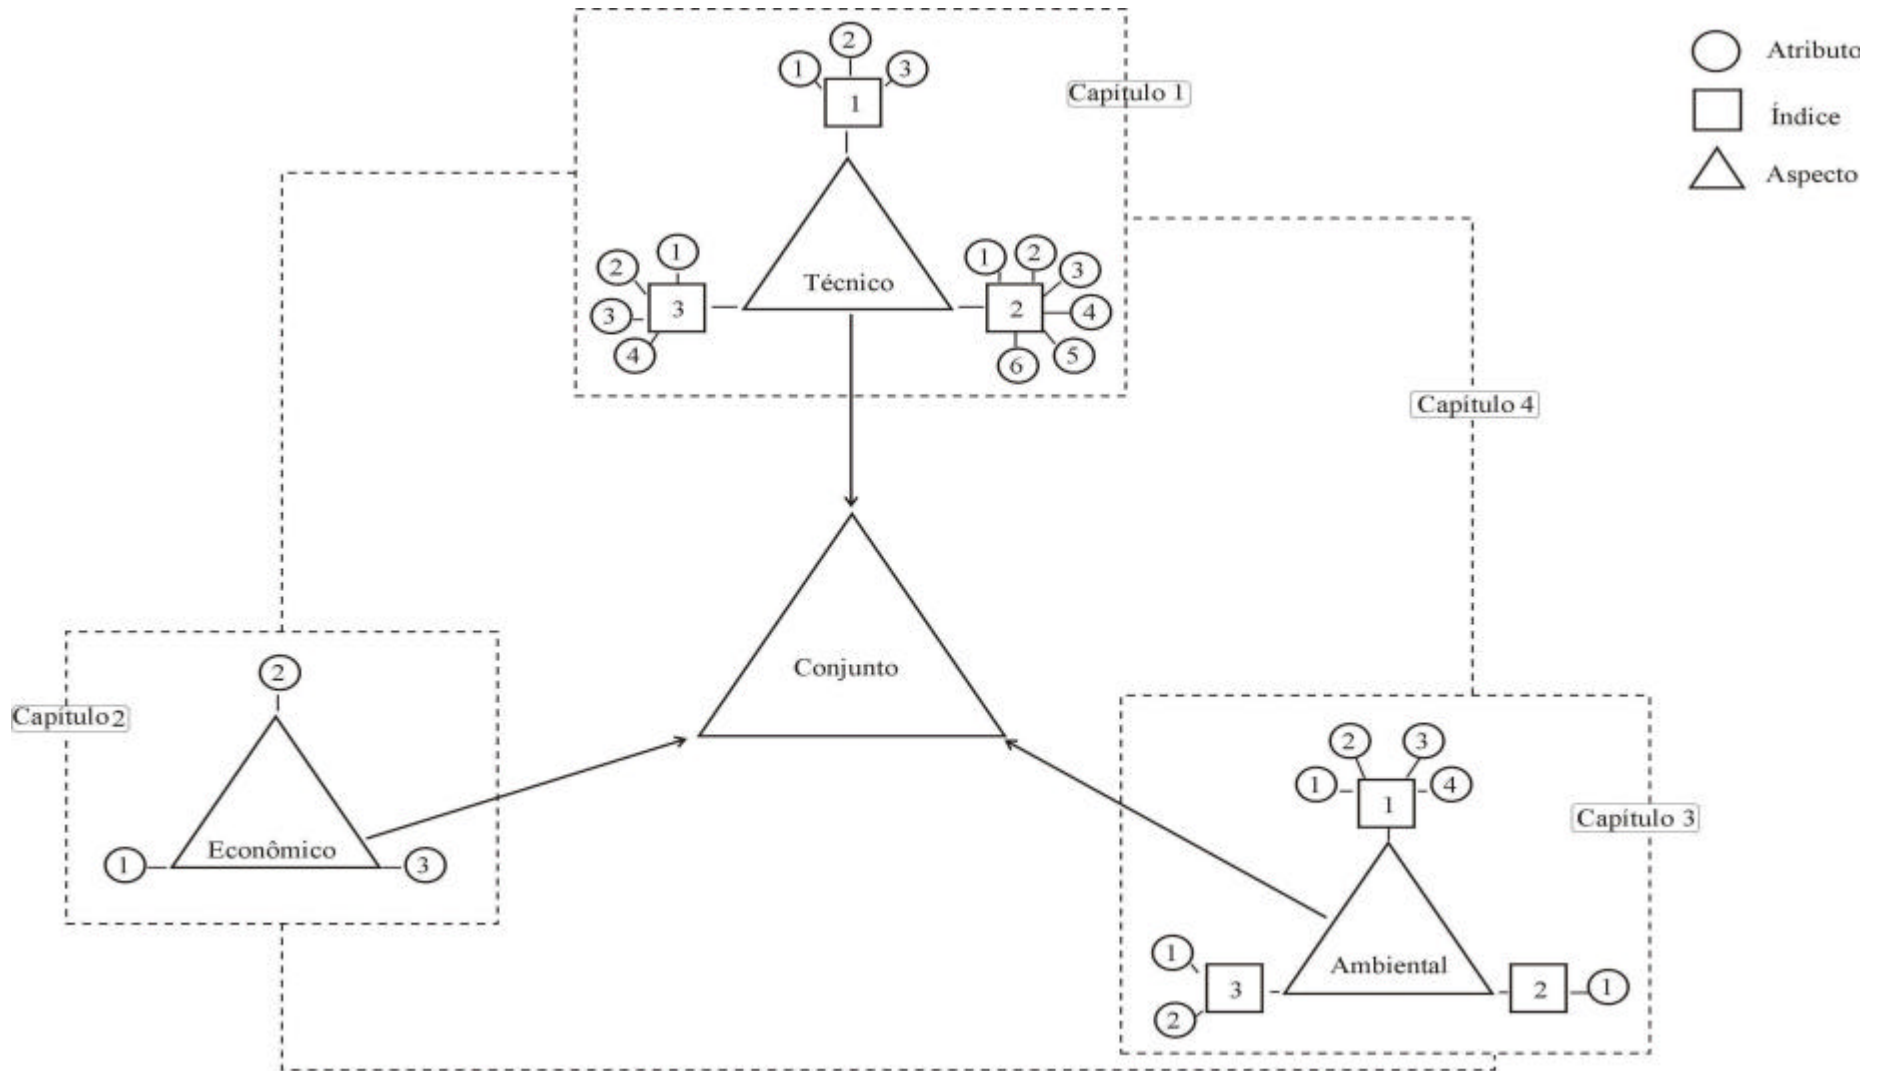 2
1
3
1
Capítulo 1
Atributo
Índice
Aspecto
Técnico
1
2
3
4
3
1
2
3
4
5
6
2
Capítulo 4
Conjunto
Capítulo 2
2
1
Econômico
3
2
3
1
4
1
Capítulo 3
Ambiental
1
2
3
2
1